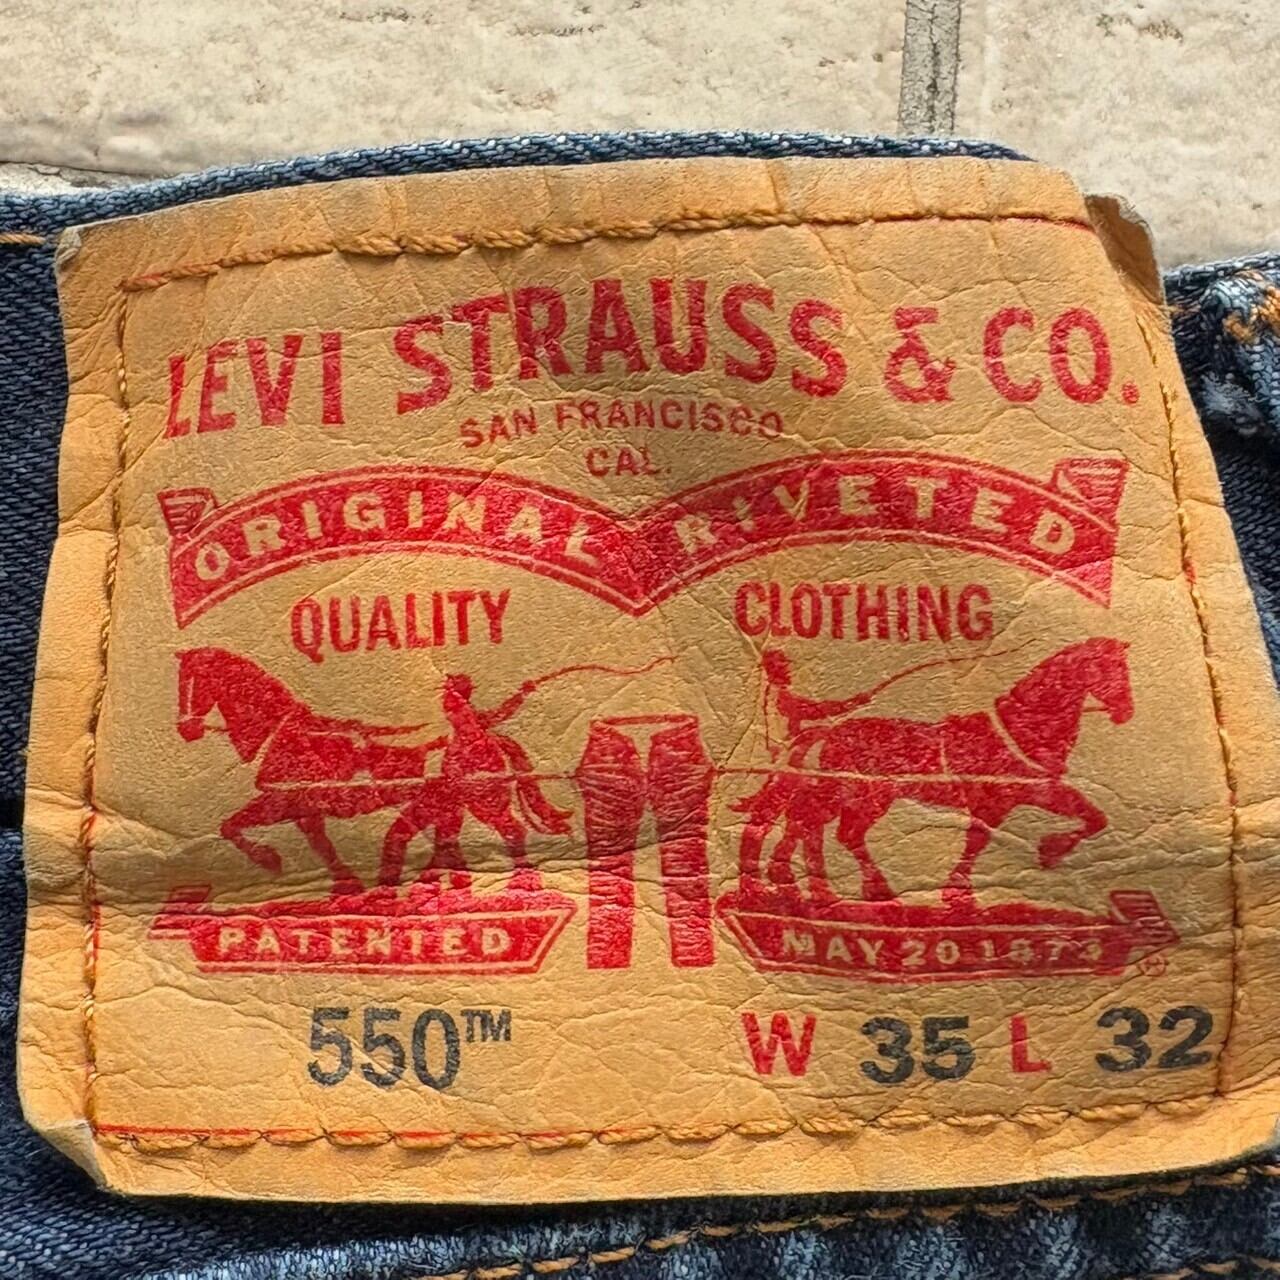 LEVI STRAUSS & CO.
SAN FRANCISCO
CAL.
ORIGINAL RIVETED
QUALITY CLOTHING
PATENTED MAY 20 1873
550™ W 35 L 32